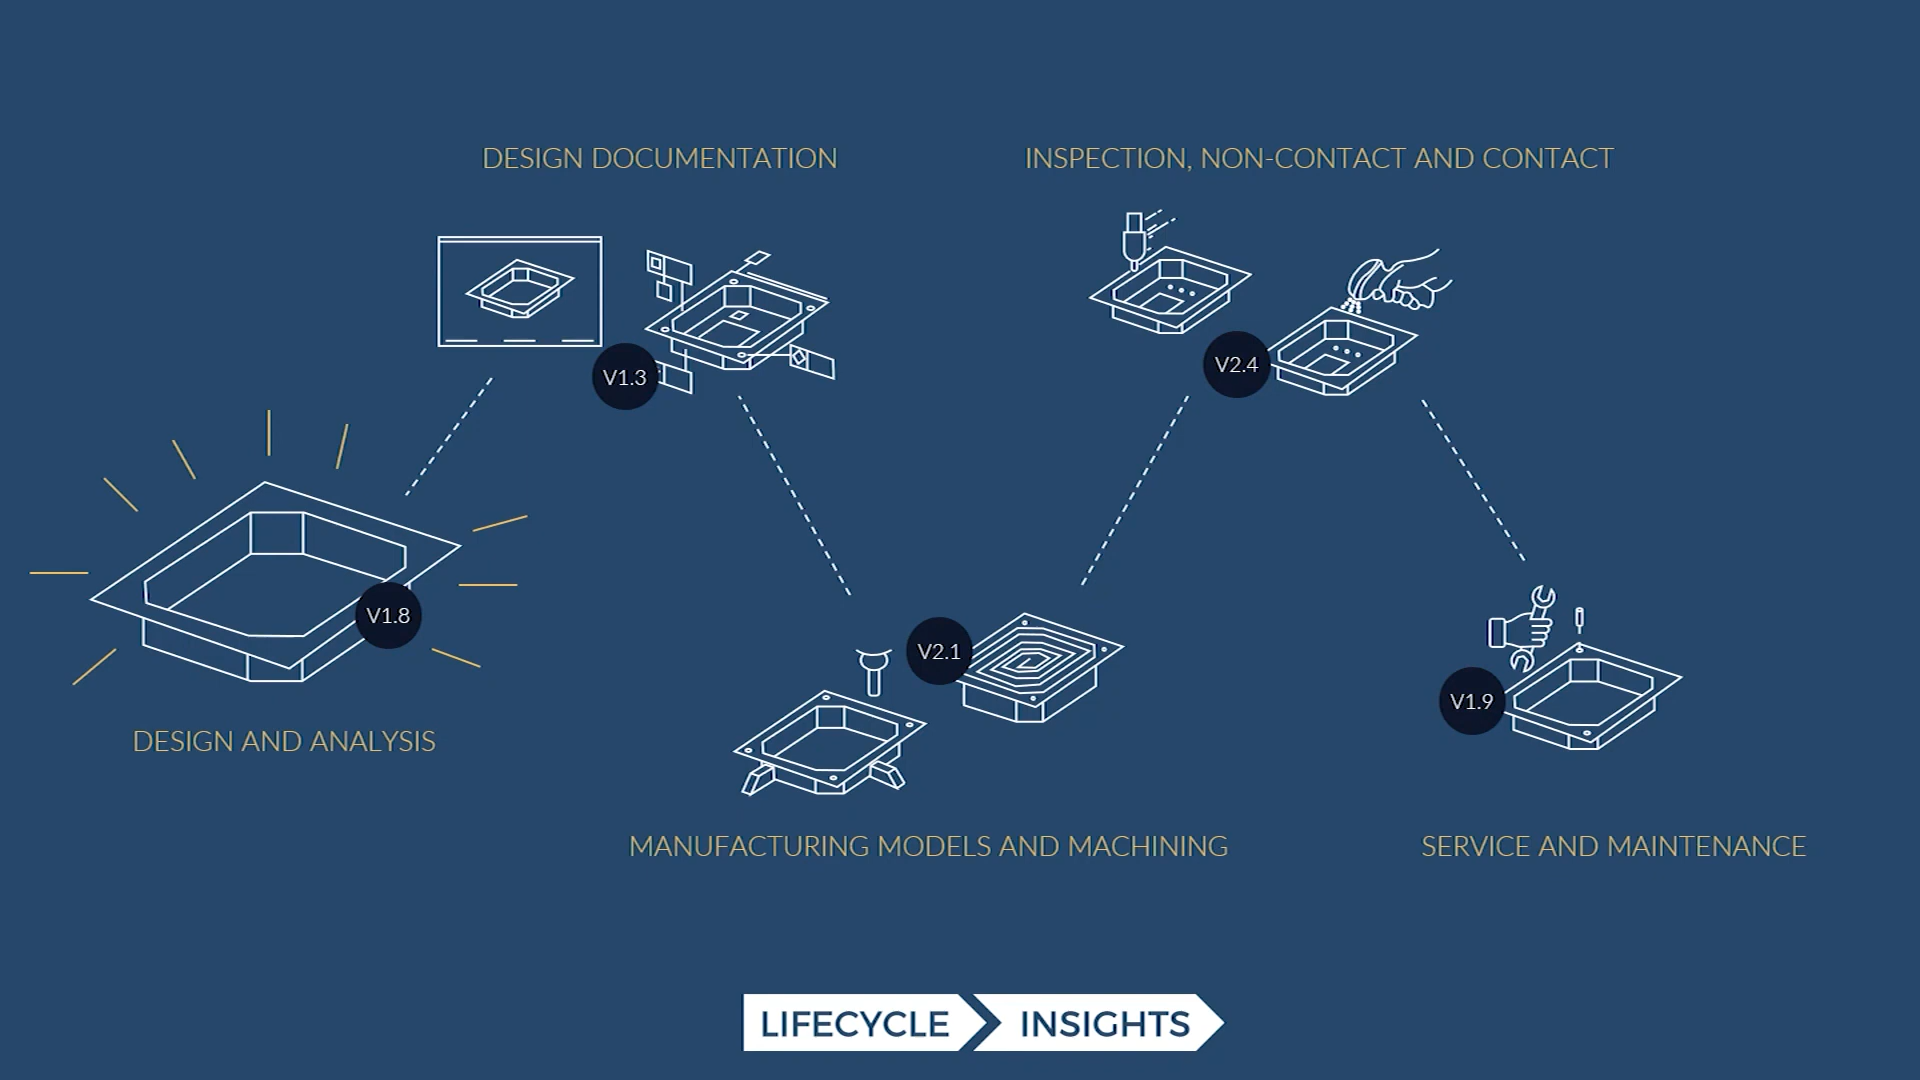 DESIGN DOCUMENTATION
INSPECTION, NON-CONTACT AND CONTACT
V1.3
V2.4
V1.8
V2.1
V1.9
DESIGN AND ANALYSIS
MANUFACTURING MODELS AND MACHINING
SERVICE AND MAINTENANCE
LIFECYCLE INSIGHTS